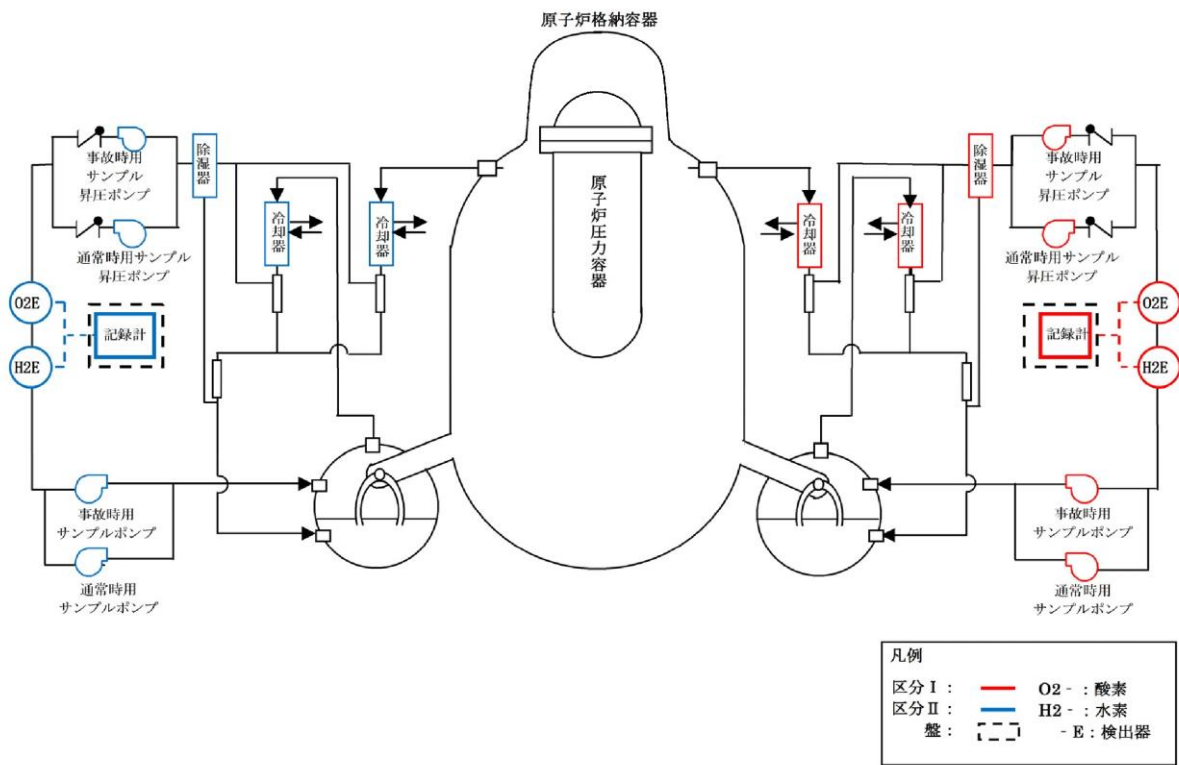 原子炉格納容器
事故時用
サンプル
昇圧ポンプ
通常時用サンプル
昇圧ポンプ
除湿器
冷却器
冷却器
原子炉圧力容器
冷却器
冷却器
除湿器
事故時用
サンプル
昇圧ポンプ
通常時用サンプル
昇圧ポンプ
O2E
H2E
記録計
記録計
O2E
H2E
事故時用
サンプルポンプ
通常時用
サンプルポンプ
事故時用
サンプルポンプ
通常時用
サンプルポンプ
凡例
区分Ⅰ： O2‐：酸素
区分Ⅱ： H2‐：水素
盤： ‐E：検出器